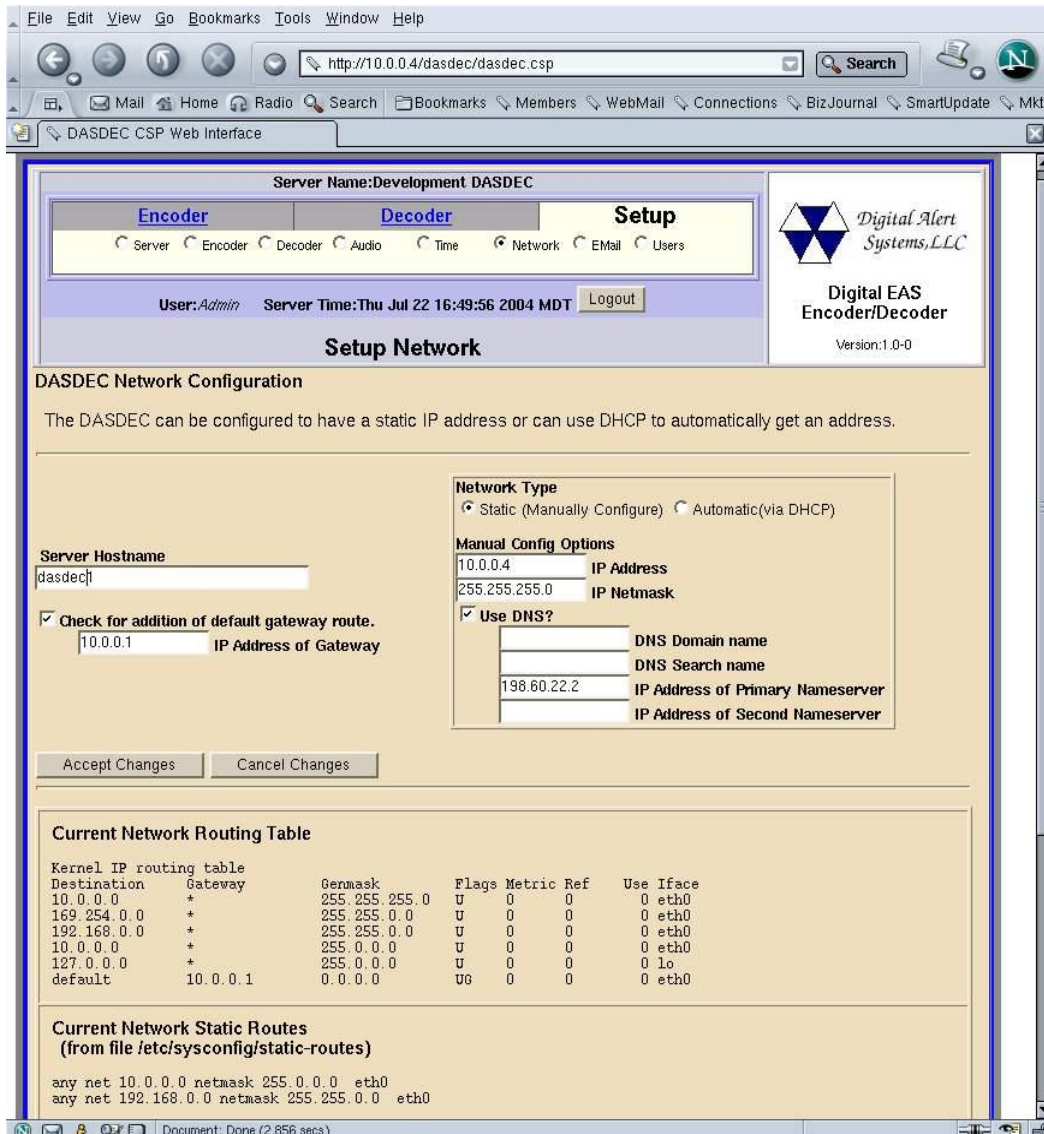 File Edit View Go Bookmarks Tools Window Help
http://10.0.0.4/dasdec/dasdec.csp Search N
Mail Home Radio Search Bookmarks Members WebMail Connections BizJournal SmartUpdate Mkt
DASDEC CSP Web Interface
Server Name:Development DASDEC
Encoder Decoder Setup
Server Encoder Decoder Audio Time Network EMail Users
User:Admin Server Time:Thu Jul 22 16:49:56 2004 MDT Logout
Setup Network
Digital Alert
Systems,LLC
Digital EAS
Encoder/Decoder
Version:1.0-0
DASDEC Network Configuration
The DASDEC can be configured to have a static IP address or can use DHCP to automatically get an address.
Server Hostname
dasdec1
Check for addition of default gateway route.
10.0.0.1 IP Address of Gateway
Network Type
Static (Manually Configure) Automatic(via DHCP)
Manual Config Options
10.0.0.4 IP Address
255.255.255.0 IP Netmask
Use DNS?
DNS Domain name
DNS Search name
198.60.22.2 IP Address of Primary Nameserver
IP Address of Second Nameserver
Accept Changes Cancel Changes
Current Network Routing Table
Kernel IP routing table
Destination Gateway Genmask Flags Metric Ref Use Iface
10.0.0.0 * 255.255.255.0 U 0 0 0 eth0
169.254.0.0 * 255.255.0.0 U 0 0 0 eth0
192.168.0.0 * 255.255.0.0 U 0 0 0 eth0
10.0.0.0 * 255.0.0.0 U 0 0 0 eth0
127.0.0.0 * 255.0.0.0 U 0 0 0 lo
default 10.0.0.1 0.0.0.0 UG 0 0 0 eth0
Current Network Static Routes
(from file /etc/sysconfig/static-routes)
any net 10.0.0.0 netmask 255.0.0.0 eth0
any net 192.168.0.0 netmask 255.255.0.0 eth0
Document: Done (2.856 secs)